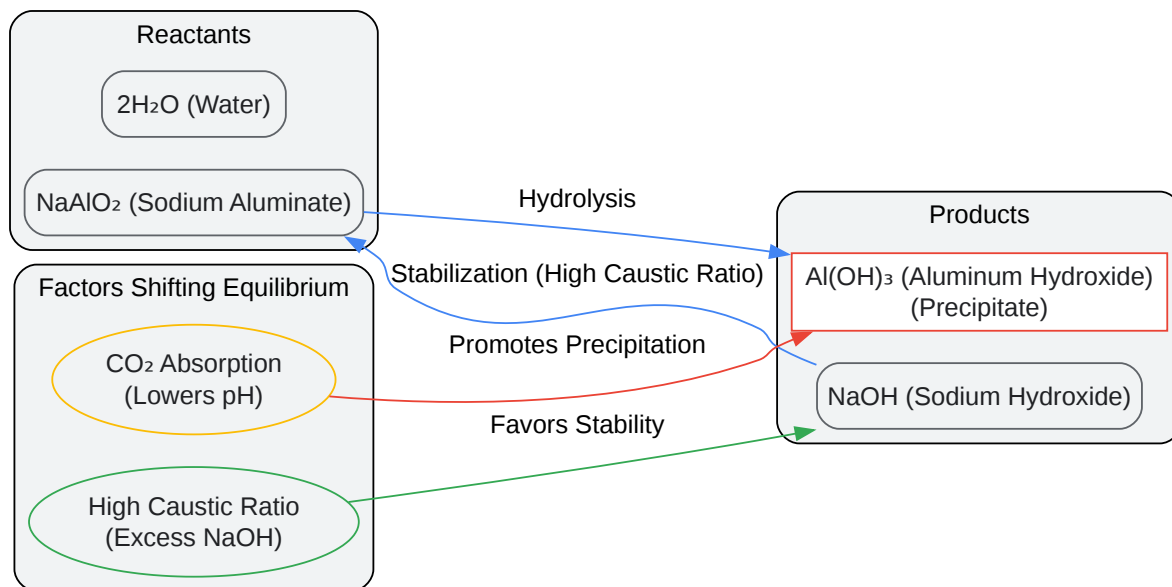 Reactants
2H₂O (Water)
NaAlO₂ (Sodium Aluminate)
Hydrolysis
Products
Stabilization (High Caustic Ratio)
Al(OH)₃ (Aluminum Hydroxide)
(Precipitate)
Factors Shifting Equilibrium
CO₂ Absorption
(Lowers pH)
Promotes Precipitation
NaOH (Sodium Hydroxide)
Favors Stability
High Caustic Ratio
(Excess NaOH)